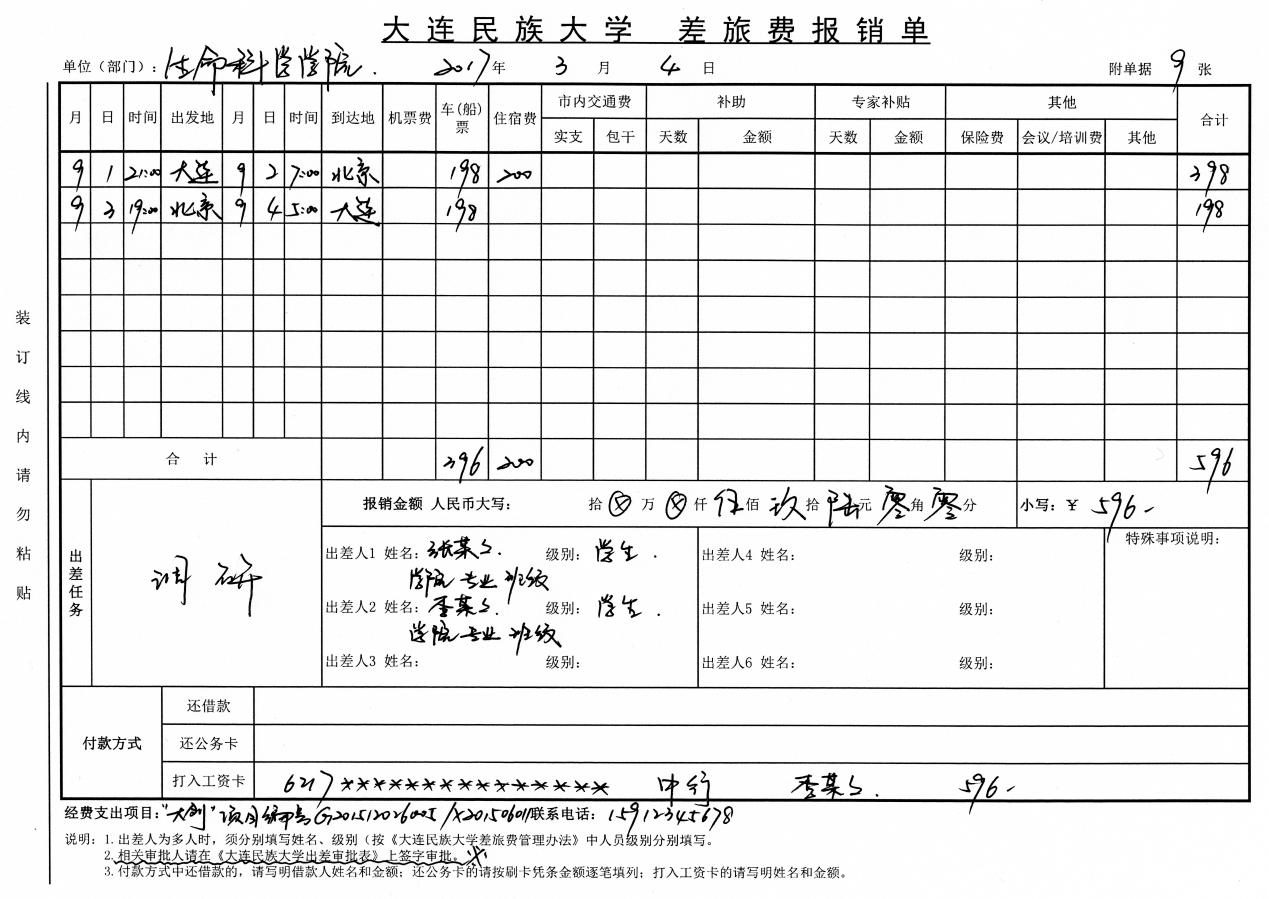 大连民族大学 差旅费报销单
单位（部门）：生命科学学院. 2017年 3月 4日 附单据 9 张
月 日 时间 出发地 月 日 时间 到达地 机票费 车(船)票 住宿费 市内交通费 补助 专家补贴 其他 合计
实支 包干 天数 金额 天数 金额 保险费 会议/培训费 其他
9 1 21:00 大连 9 2 7:00 北京 198 200 398
9 3 19:00 北京 9 4 5:00 大连 198 198
合 计 396 200 596
报销金额 人民币大写： 拾 ⊗ 万 ⊗ 仟 伍 佰 玖 拾 陆 元 零 角 零 分 小写：￥ 596-
出差任务
调研
出差人1 姓名：张某某. 级别：学生. 出差人4 姓名： 级别： 特殊事项说明：
学院 专业 班级
出差人2 姓名：李某某. 级别：学生. 出差人5 姓名： 级别：
学院 专业 班级
出差人3 姓名： 级别： 出差人6 姓名： 级别：
付款方式
还借款
还公务卡
打入工资卡 6217*************** 中行 李某某. 596-
经费支出项目："大创"项目编号G201512026005/X201506011联系电话：15912345678
说明：1.出差人为多人时，须分别填写姓名、级别（按《大连民族大学差旅费管理办法》中人员级别分别填写。
2.相关审批人请在《大连民族大学出差审批表》上签字审批。
3.付款方式中还借款的，请写明借款人姓名和金额；还公务卡的请按刷卡凭条金额逐笔填列；打入工资卡的请写明姓名和金额。
装订线内请勿粘贴